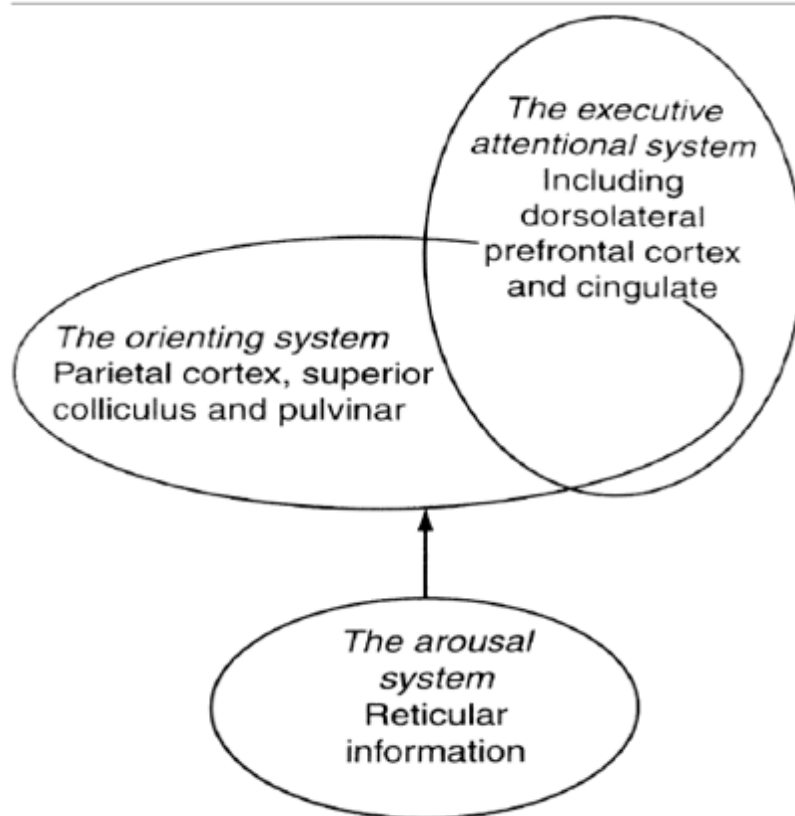 The executive
attentional system
Including
dorsolateral
prefrontal cortex
and cingulate
The orienting system
Parietal cortex, superior
colliculus and pulvinar
The arousal
system
Reticular
information